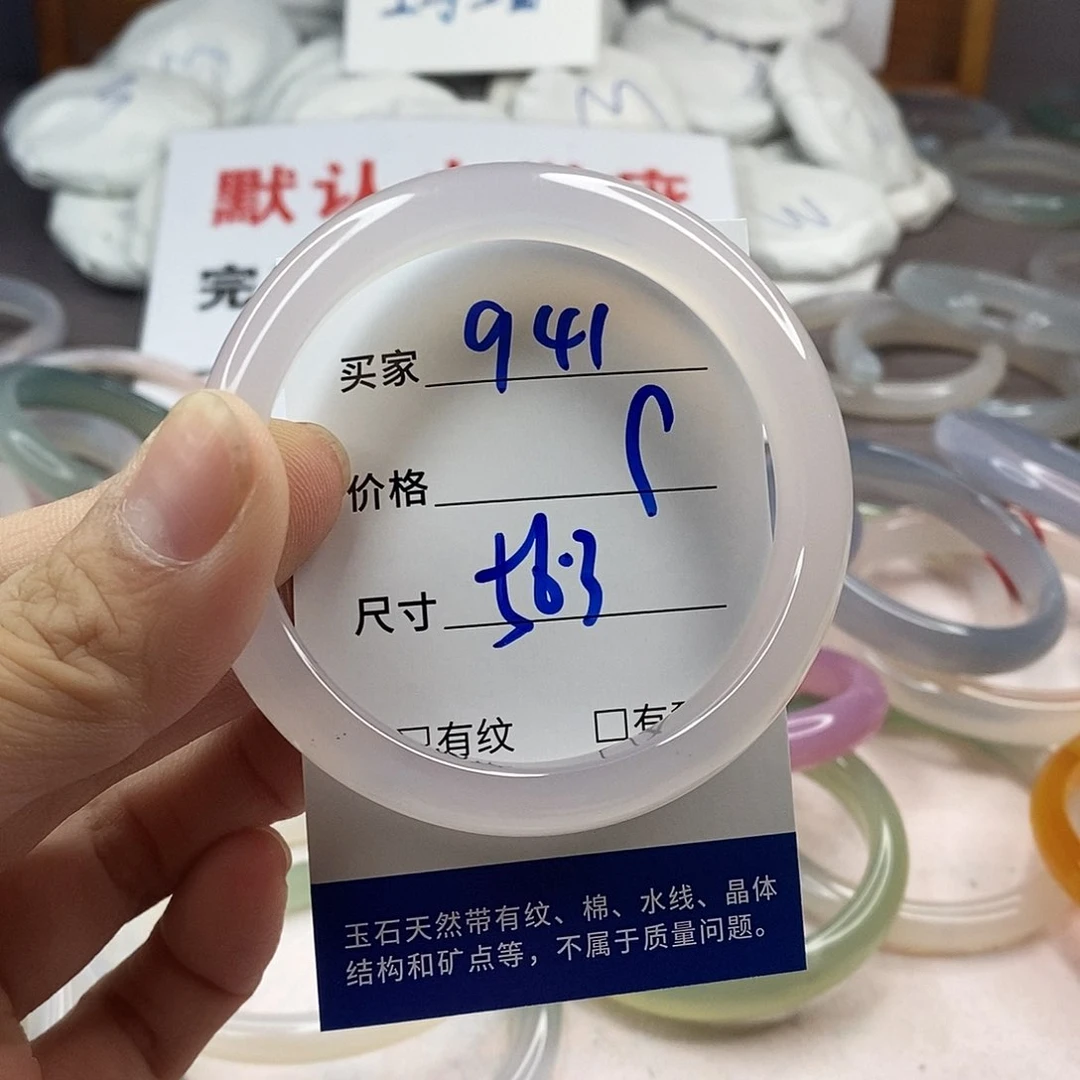 默认
完
买家 941
价格
尺寸 56.3
□有纹 □有
玉石天然带有纹、棉、水线、晶体
结构和矿点等，不属于质量问题。